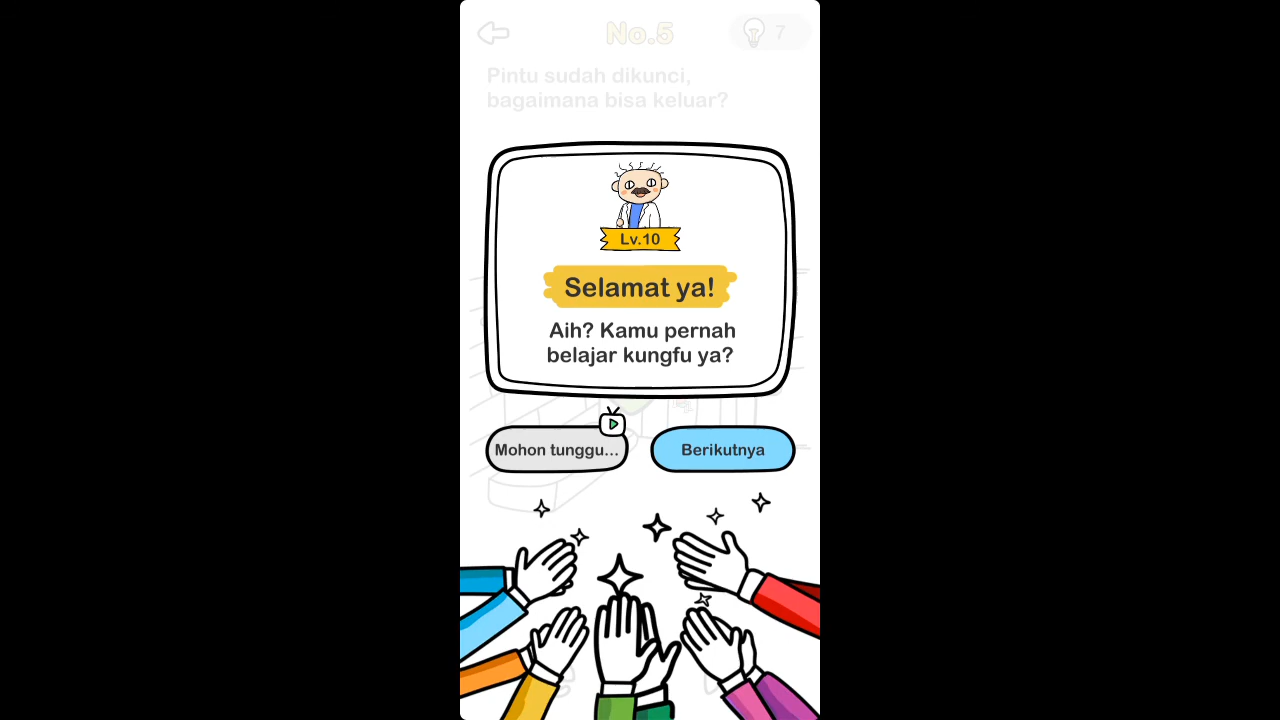 No.5
7
Pintu sudah dikunci,
bagaimana bisa keluar?
Lv.10
Selamat ya!
Aih? Kamu pernah
belajar kungfu ya?
Mohon tunggu...
Berikutnya